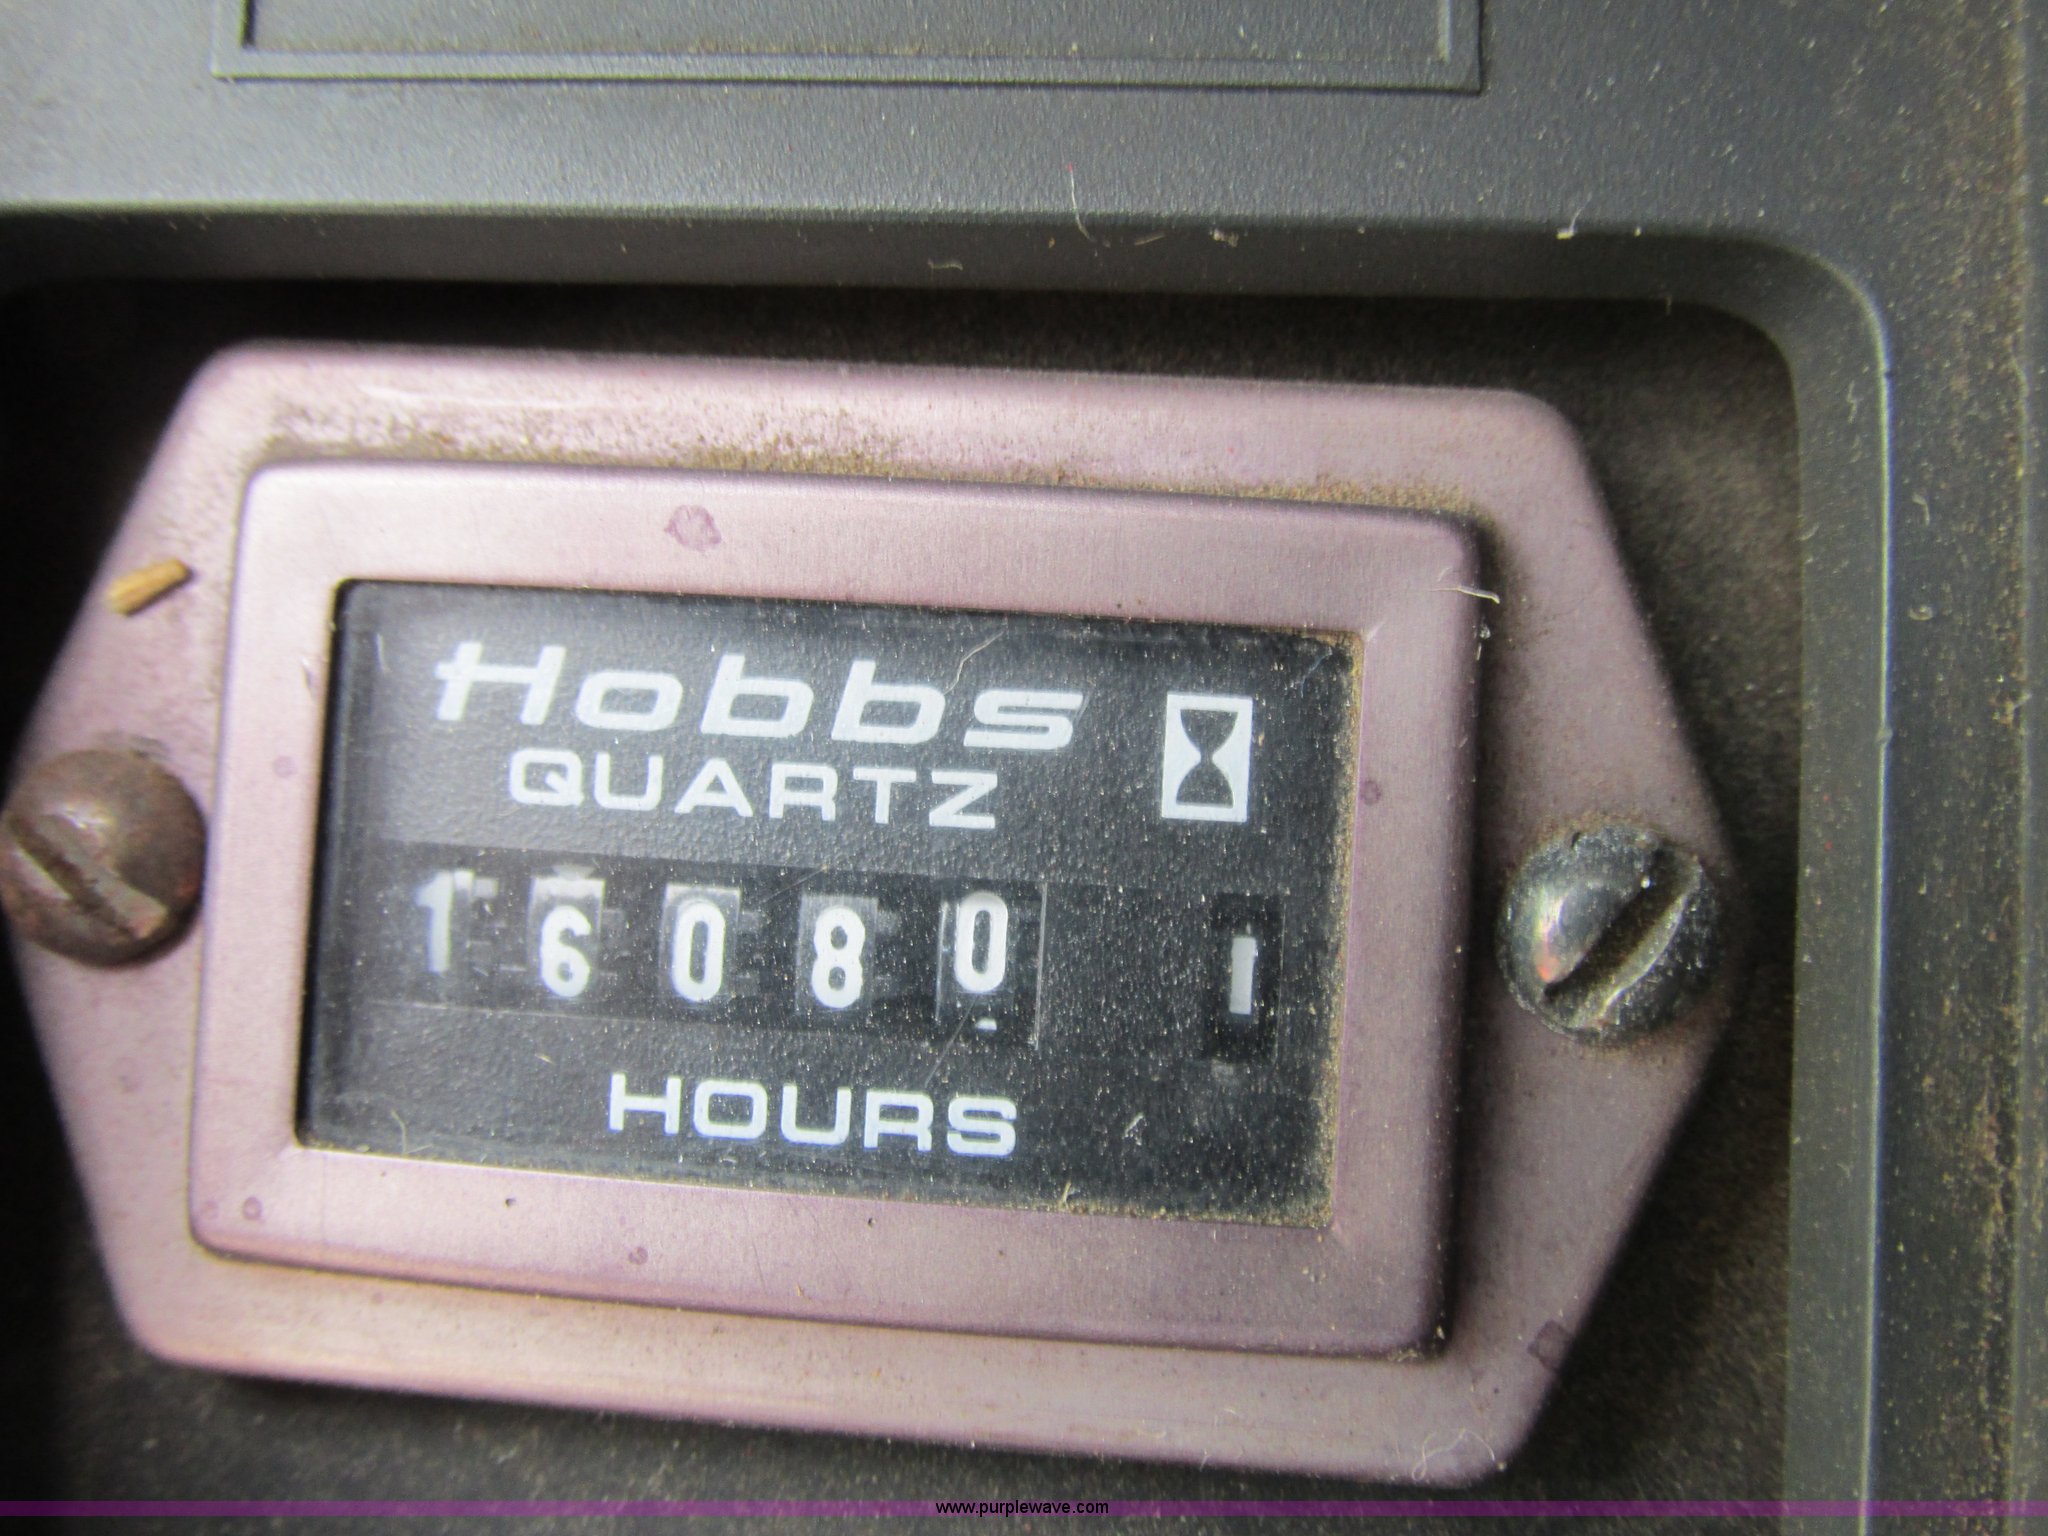 Hobbs
QUARTZ
16080 1
HOURS
www.purplewave.com